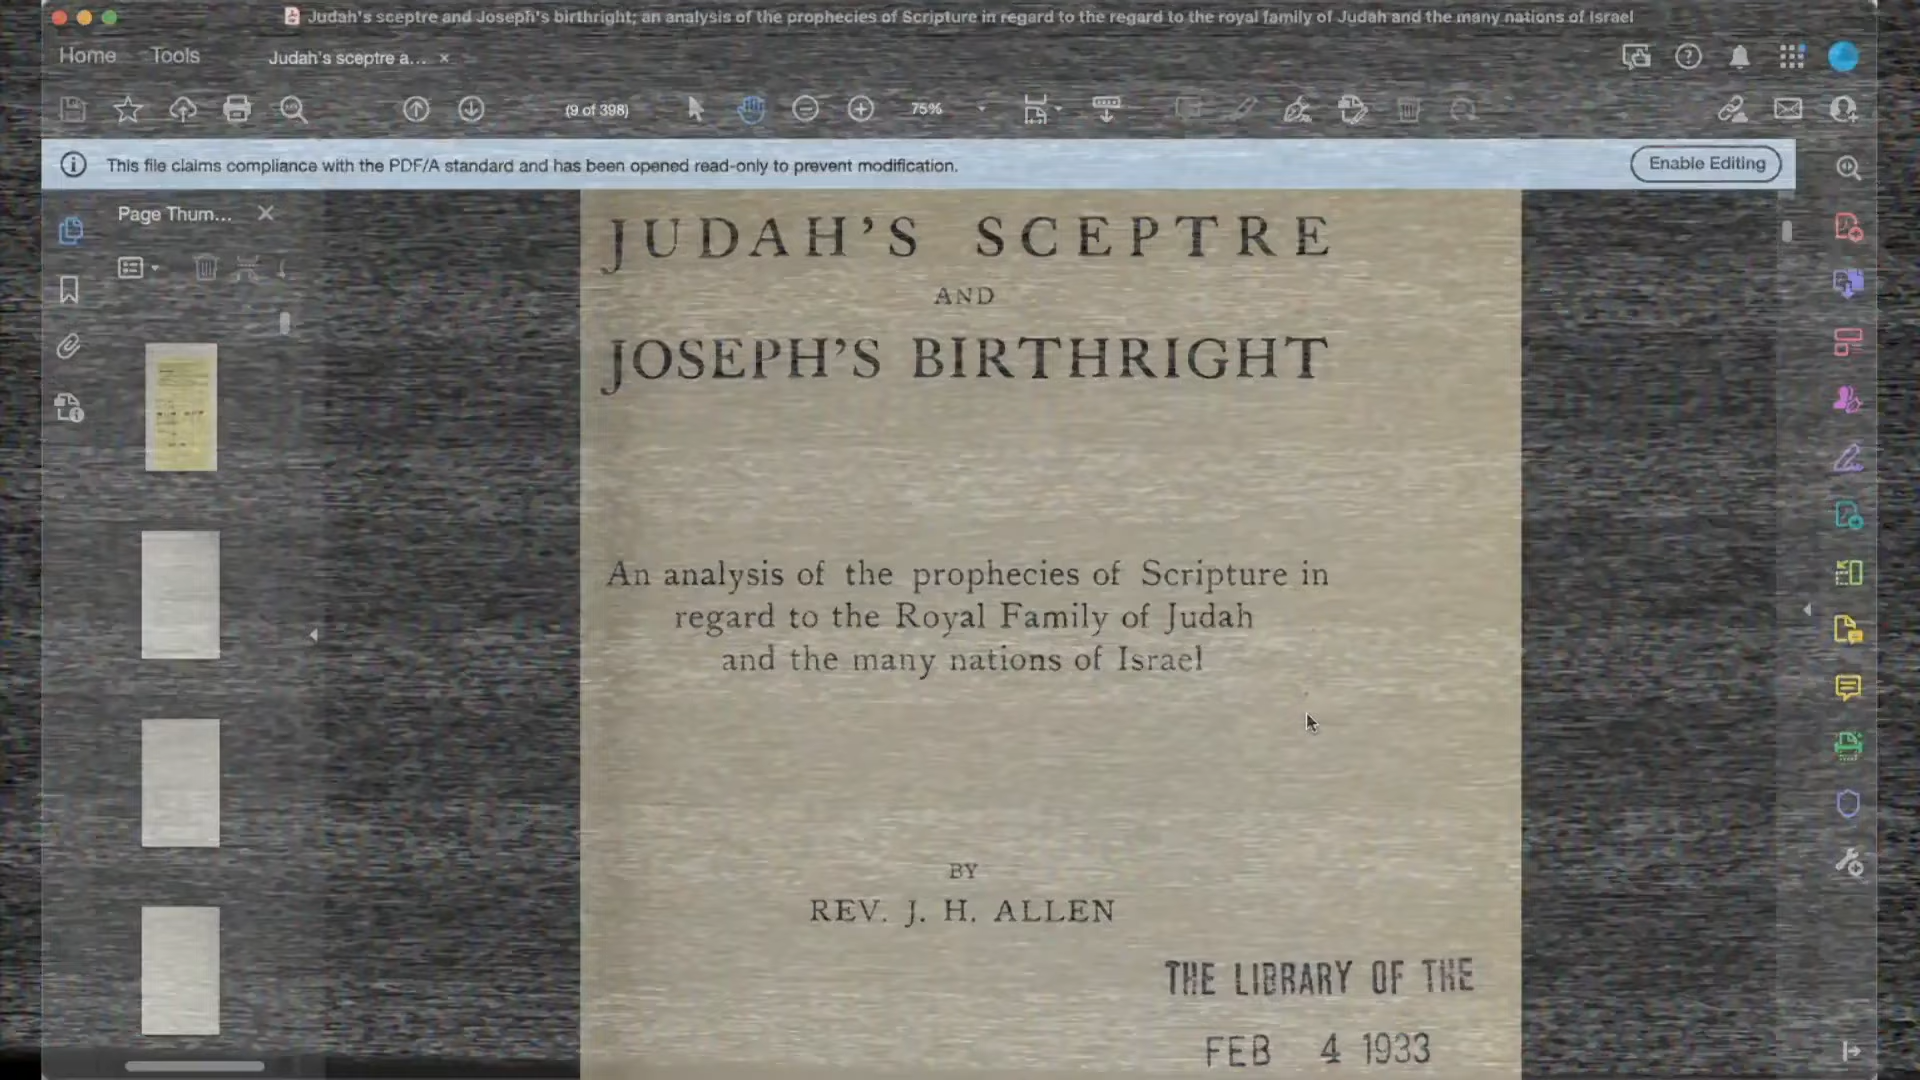 Judah's sceptre and Joseph's birthright; an analysis of the prophecies of Scripture in regard to the regard to the royal family of Judah and the many nations of Israel
Home Tools Judah's sceptre a... ×
(9 of 398) 75%
This file claims compliance with the PDF/A standard and has been opened read-only to prevent modification. Enable Editing
Page Thum...
JUDAH'S SCEPTRE
AND
JOSEPH'S BIRTHRIGHT
An analysis of the prophecies of Scripture in
regard to the Royal Family of Judah
and the many nations of Israel
BY
REV. J. H. ALLEN
THE LIBRARY OF THE
FEB 4 1933